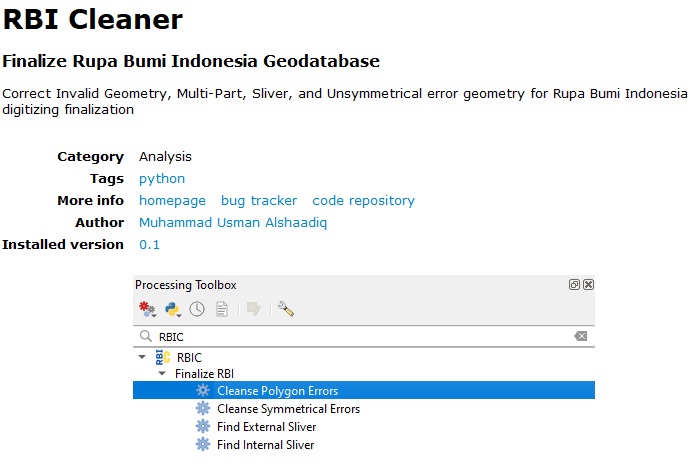 RBI Cleaner
Finalize Rupa Bumi Indonesia Geodatabase
Correct Invalid Geometry, Multi-Part, Sliver, and Unsymmetrical error geometry for Rupa Bumi Indonesia
digitizing finalization
Category Analysis
Tags python
More info homepage bug tracker code repository
Author Muhammad Usman Alshaadiq
Installed version 0.1
Processing Toolbox
RBIC
RBI RBIC
Finalize RBI
Cleanse Polygon Errors
Cleanse Symmetrical Errors
Find External Sliver
Find Internal Sliver